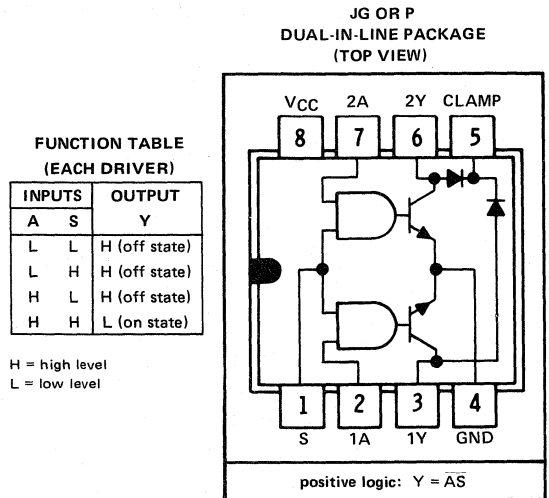 JG OR P
DUAL-IN-LINE PACKAGE
(TOP VIEW)
FUNCTION TABLE
(EACH DRIVER)
INPUTS OUTPUT
A S Y
L L H (off state)
L H H (off state)
H L H (off state)
H H L (on state)
H = high level
L = low level
VCC 2A 2Y CLAMP
8 7 6 5
1 2 3 4
S 1A 1Y GND
positive logic: Y = A̅S̅